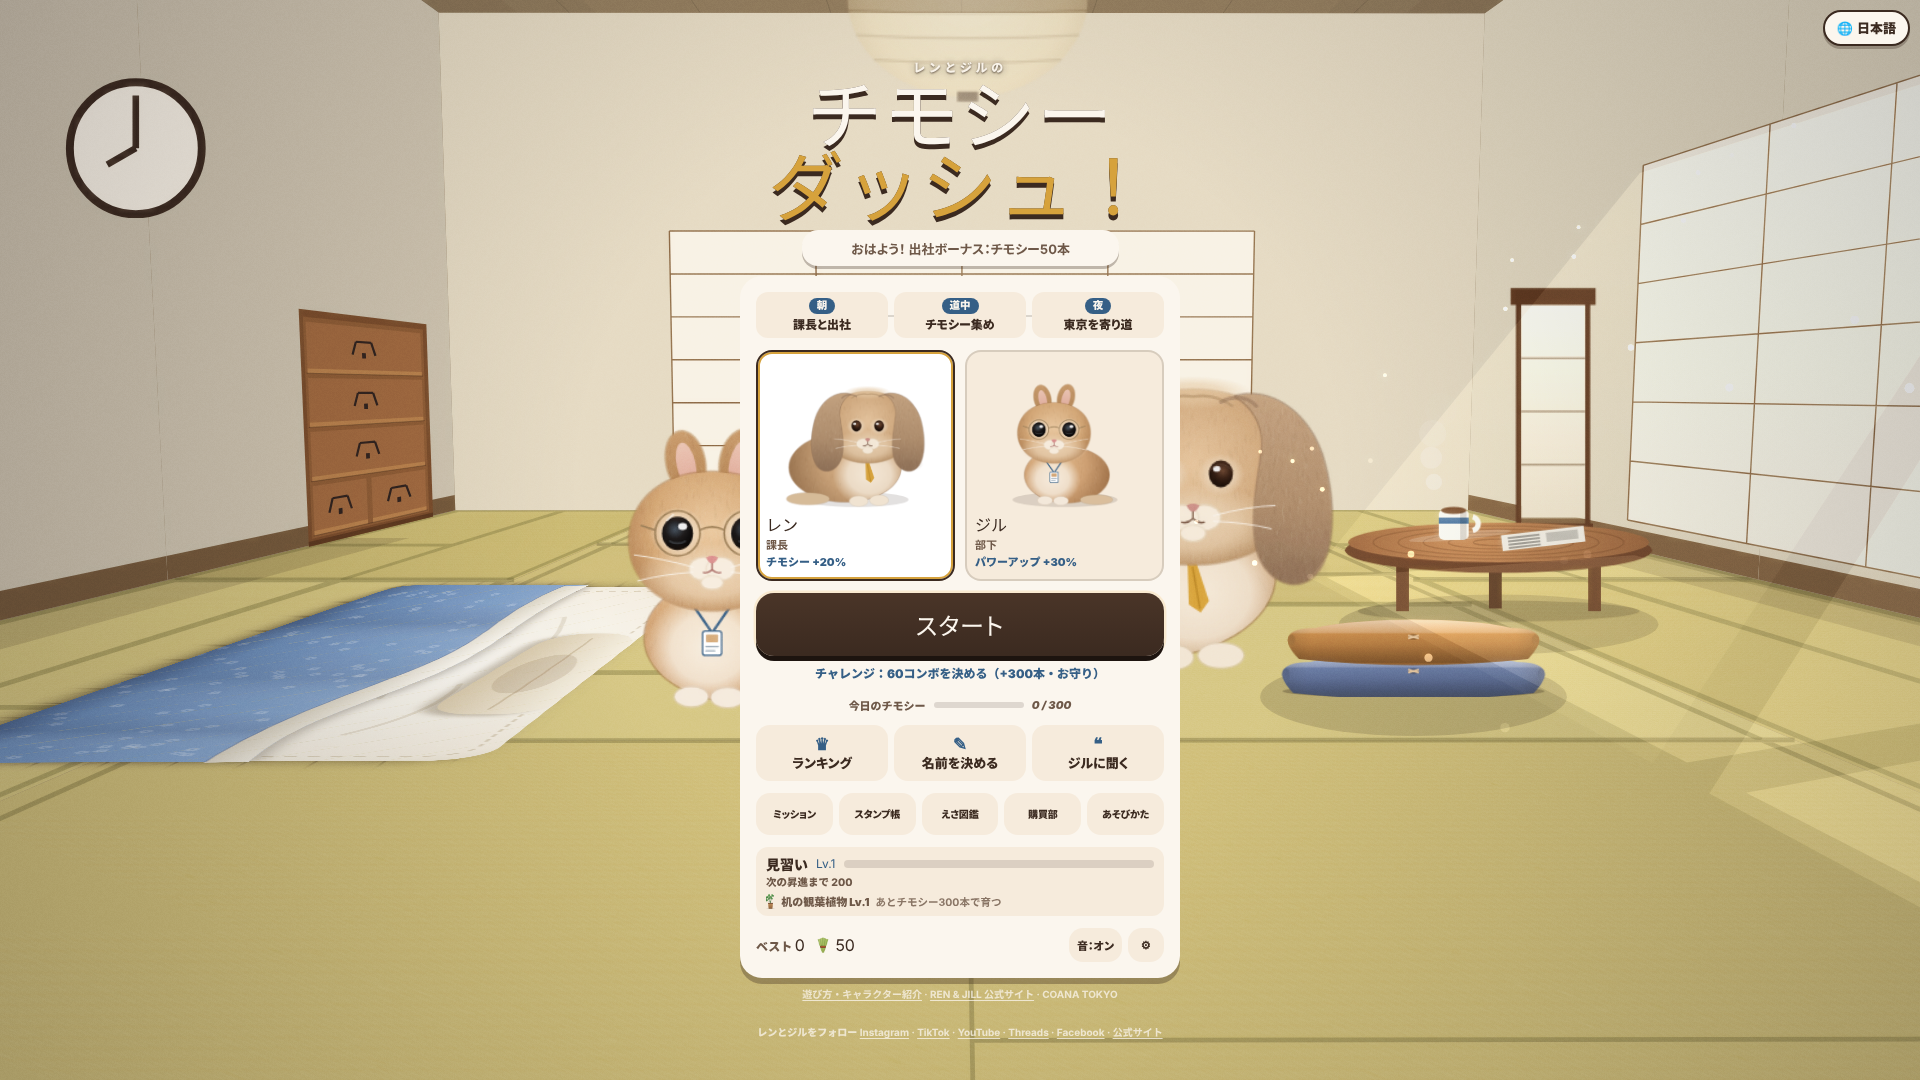 🌐 日本語
レンとジルの
チモシー
ダッシュ！
おはよう！出社ボーナス：チモシー50本
朝
課長と出社
道中
チモシー集め
夜
東京を寄り道
レン
課長
チモシー +20%
ジル
部下
パワーアップ +30%
スタート
チャレンジ：60コンボを決める（+300本・お守り）
今日のチモシー 0 / 300
ランキング
名前を決める
ジルに聞く
ミッション
スタンプ帳
えさ図鑑
購買部
あそびかた
見習い Lv.1
次の昇進まで 200
机の観葉植物 Lv.1 あとチモシー300本で育つ
ベスト 0 50
音：オン
遊び方・キャラクター紹介 · REN & JILL 公式サイト · COANA TOKYO
レンとジルをフォロー Instagram · TikTok · YouTube · Threads · Facebook · 公式サイト